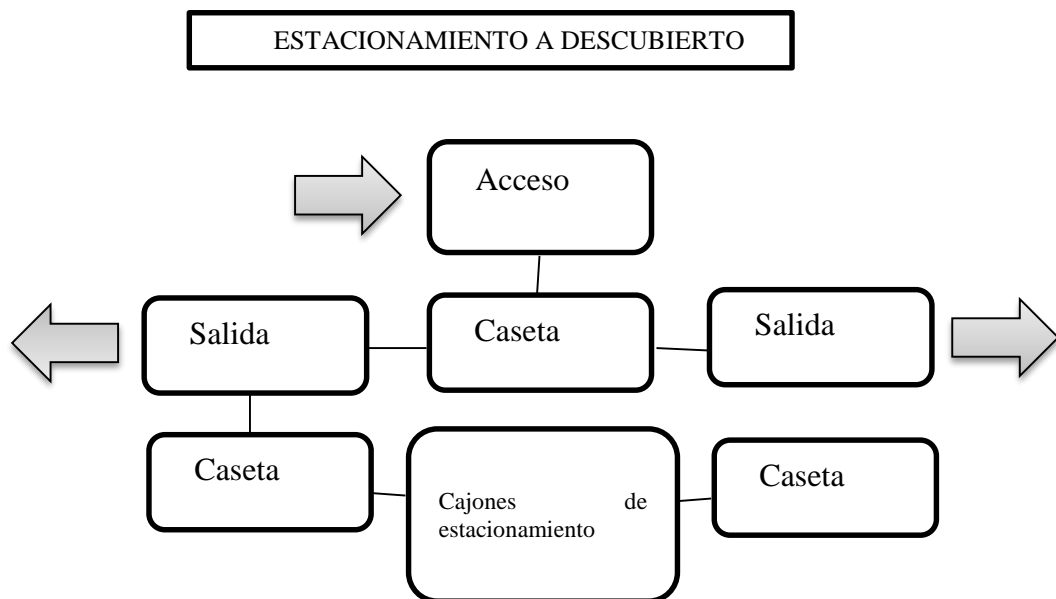 ESTACIONAMIENTO A DESCUBIERTO
Acceso
Salida
Caseta
Salida
Caseta
Cajones de
estacionamiento
Caseta